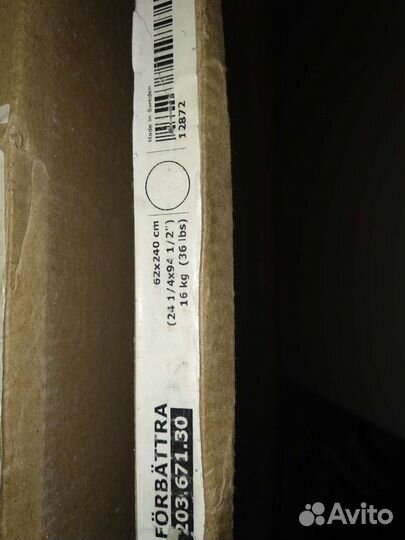 FÖRBÄTTRA
203.671.30
62x240 cm
(24 1/4x94 1/2")
16 kg (36 lbs)
Made in Sweden
12872
Avito